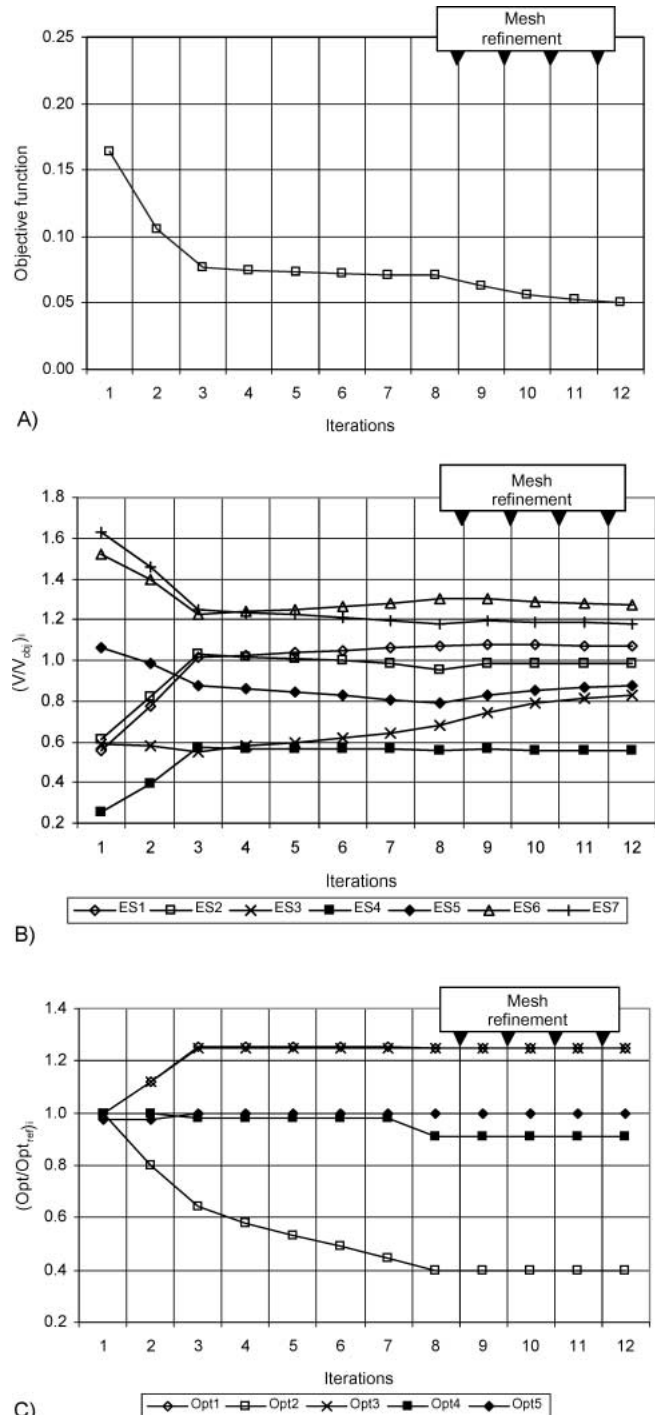 Mesh
refinement
0.25
0.20
0.15
0.10
0.05
0.00
Objective function
1 2 3 4 5 6 7 8 9 10 11 12
Iterations
A)
Mesh
refinement
1.8
1.6
1.4
1.2
1.0
0.8
0.6
0.4
0.2
(V/Vobj)i
1 2 3 4 5 6 7 8 9 10 11 12
Iterations
ES1 ES2 ES3 ES4 ES5 ES6 ES7
B)
Mesh
refinement
1.4
1.2
1.0
0.8
0.6
0.4
0.2
(Opt/Optref)i
1 2 3 4 5 6 7 8 9 10 11 12
Iterations
Opt1 Opt2 Opt3 Opt4 Opt5
C)